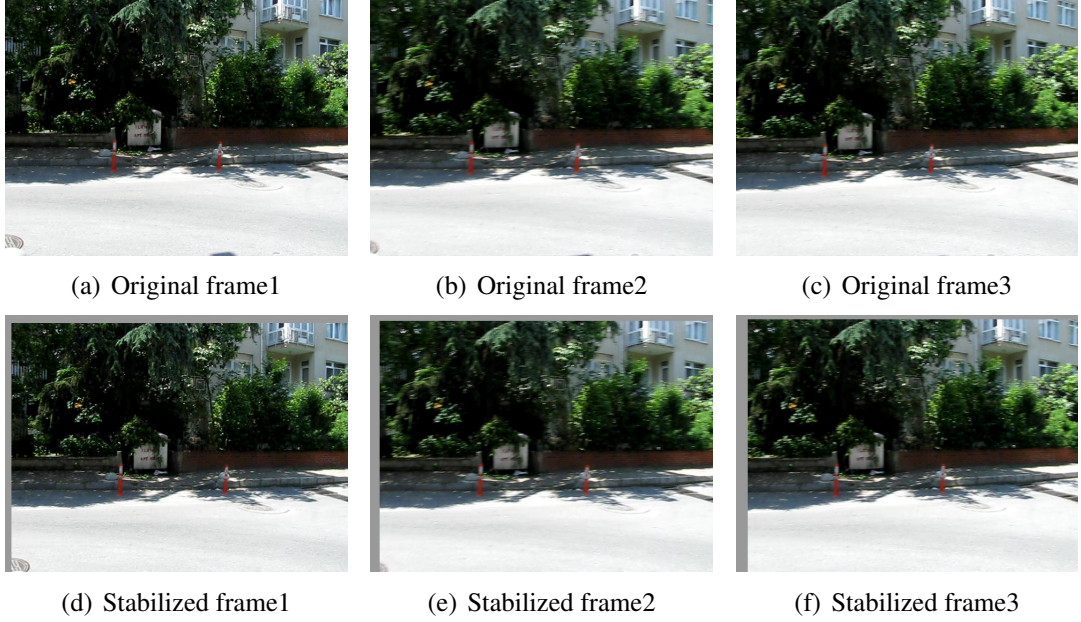 (a) Original frame1
(b) Original frame2
(c) Original frame3
(d) Stabilized frame1
(e) Stabilized frame2
(f) Stabilized frame3